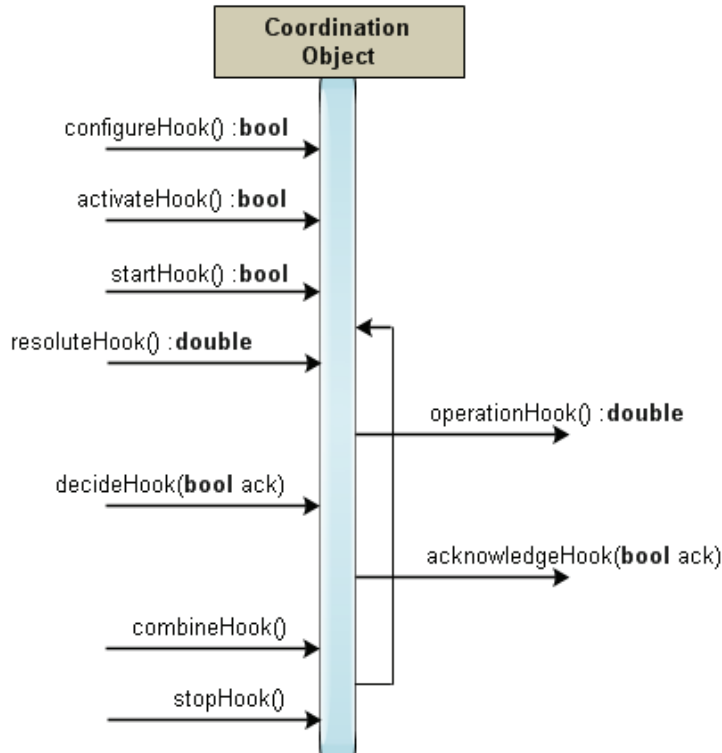 Coordination
Object
configureHook() :bool
activateHook() :bool
startHook() :bool
resoluteHook() :double
operationHook() :double
decideHook(bool ack)
acknowledgeHook(bool ack)
combineHook()
stopHook()